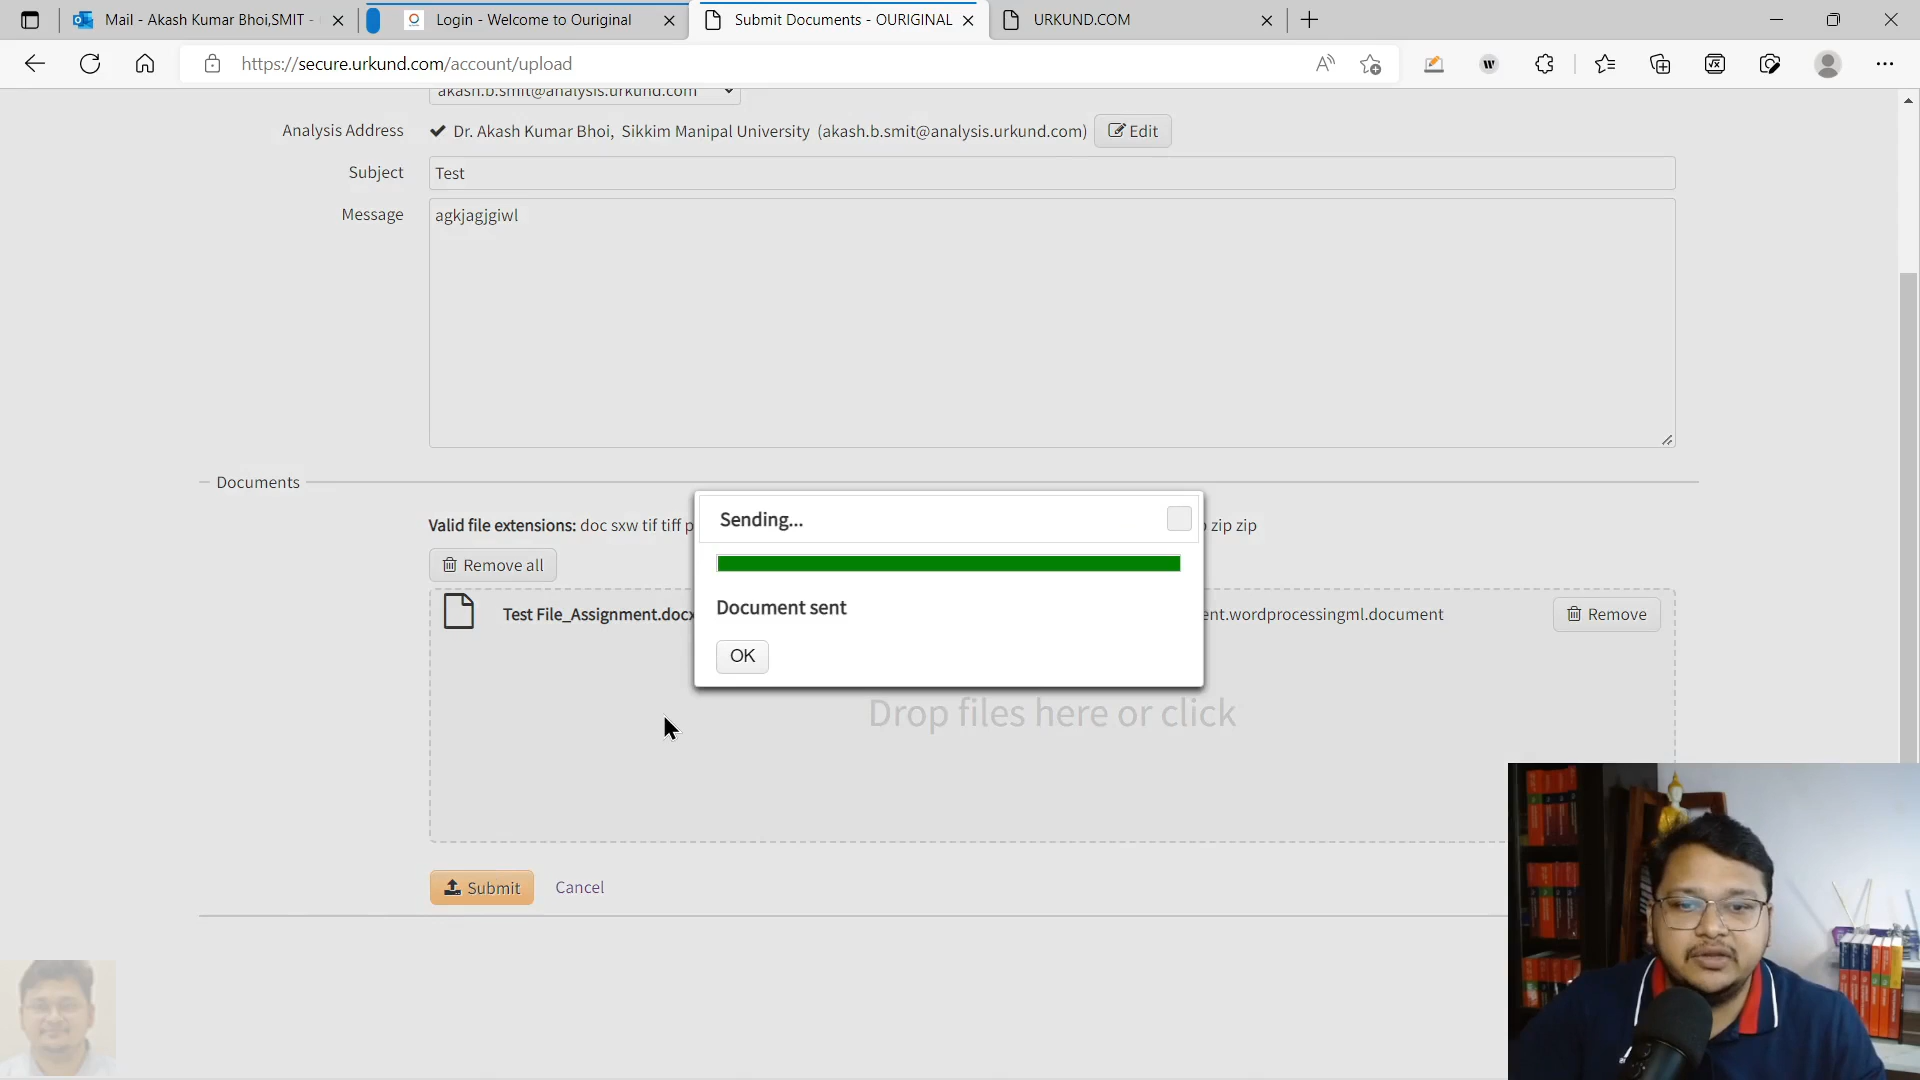 Mail - Akash Kumar Bhoi,SMIT -
Login - Welcome to Ouriginal
Submit Documents - OURIGINAL
URKUND.COM
https://secure.urkund.com/account/upload
akash.b.smit@analysis.urkund.com
Analysis Address
Dr. Akash Kumar Bhoi, Sikkim Manipal University (akash.b.smit@analysis.urkund.com)
Edit
Subject
Test
Message
agkjagjgiwl
Documents
Valid file extensions: doc sxw tif tiff p
zip zip
Remove all
Sending...
Document sent
OK
Test File_Assignment.docx
ent.wordprocessingml.document
Remove
Drop files here or click
Submit
Cancel